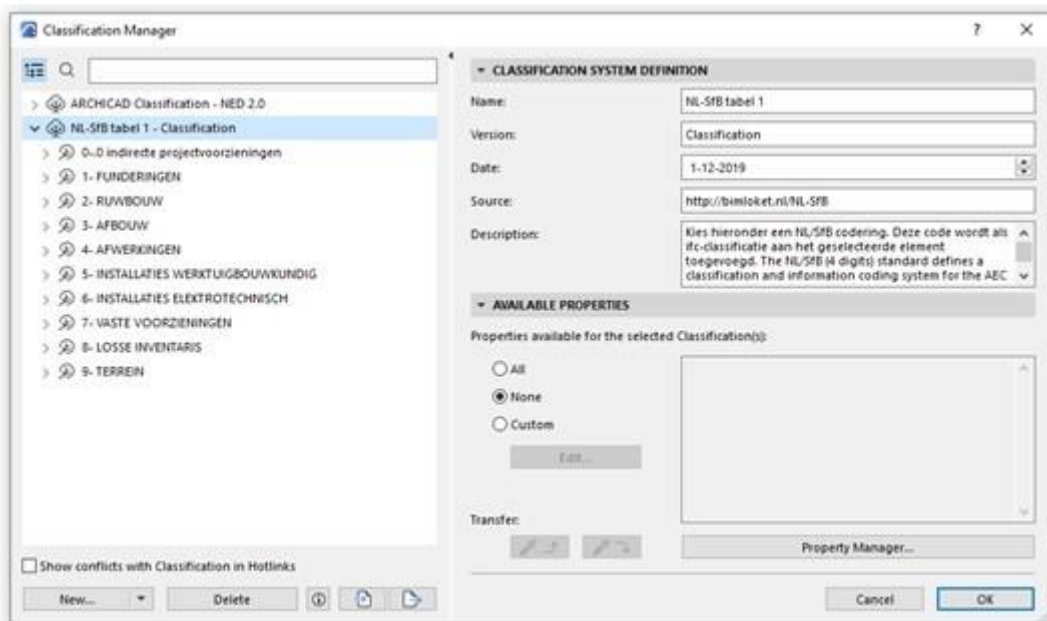 Classification Manager
?
ARCHICAD Classification - NED 2.0
NL-SfB tabel 1 - Classification
0-.0 indirecte projectvoorzieningen
1- FUNDERINGEN
2- RUWBOUW
3- AFBOUW
4- AFWERKINGEN
5- INSTALLATIES WERKTUIGBOUWKUNDIG
6- INSTALLATIES ELEKTROTECHNISCH
7- VASTE VOORZIENINGEN
8- LOSSE INVENTARIS
9- TERREIN
Show conflicts with Classification in Hotlinks
New...
Delete
CLASSIFICATION SYSTEM DEFINITION
Name:
NL-SfB tabel 1
Version:
Classification
Date:
1-12-2019
Source:
http://bimloket.nl/NL-SfB
Description:
Kies hieronder een NL/SfB codering. Deze code wordt als
ifc-classificatie aan het geselecteerde element
toegevoegd. The NL/SfB (4 digits) standard defines a
classification and information coding system for the AEC
AVAILABLE PROPERTIES
Properties available for the selected Classification(s):
All
None
Custom
Edit...
Transfer:
Property Manager...
Cancel
OK